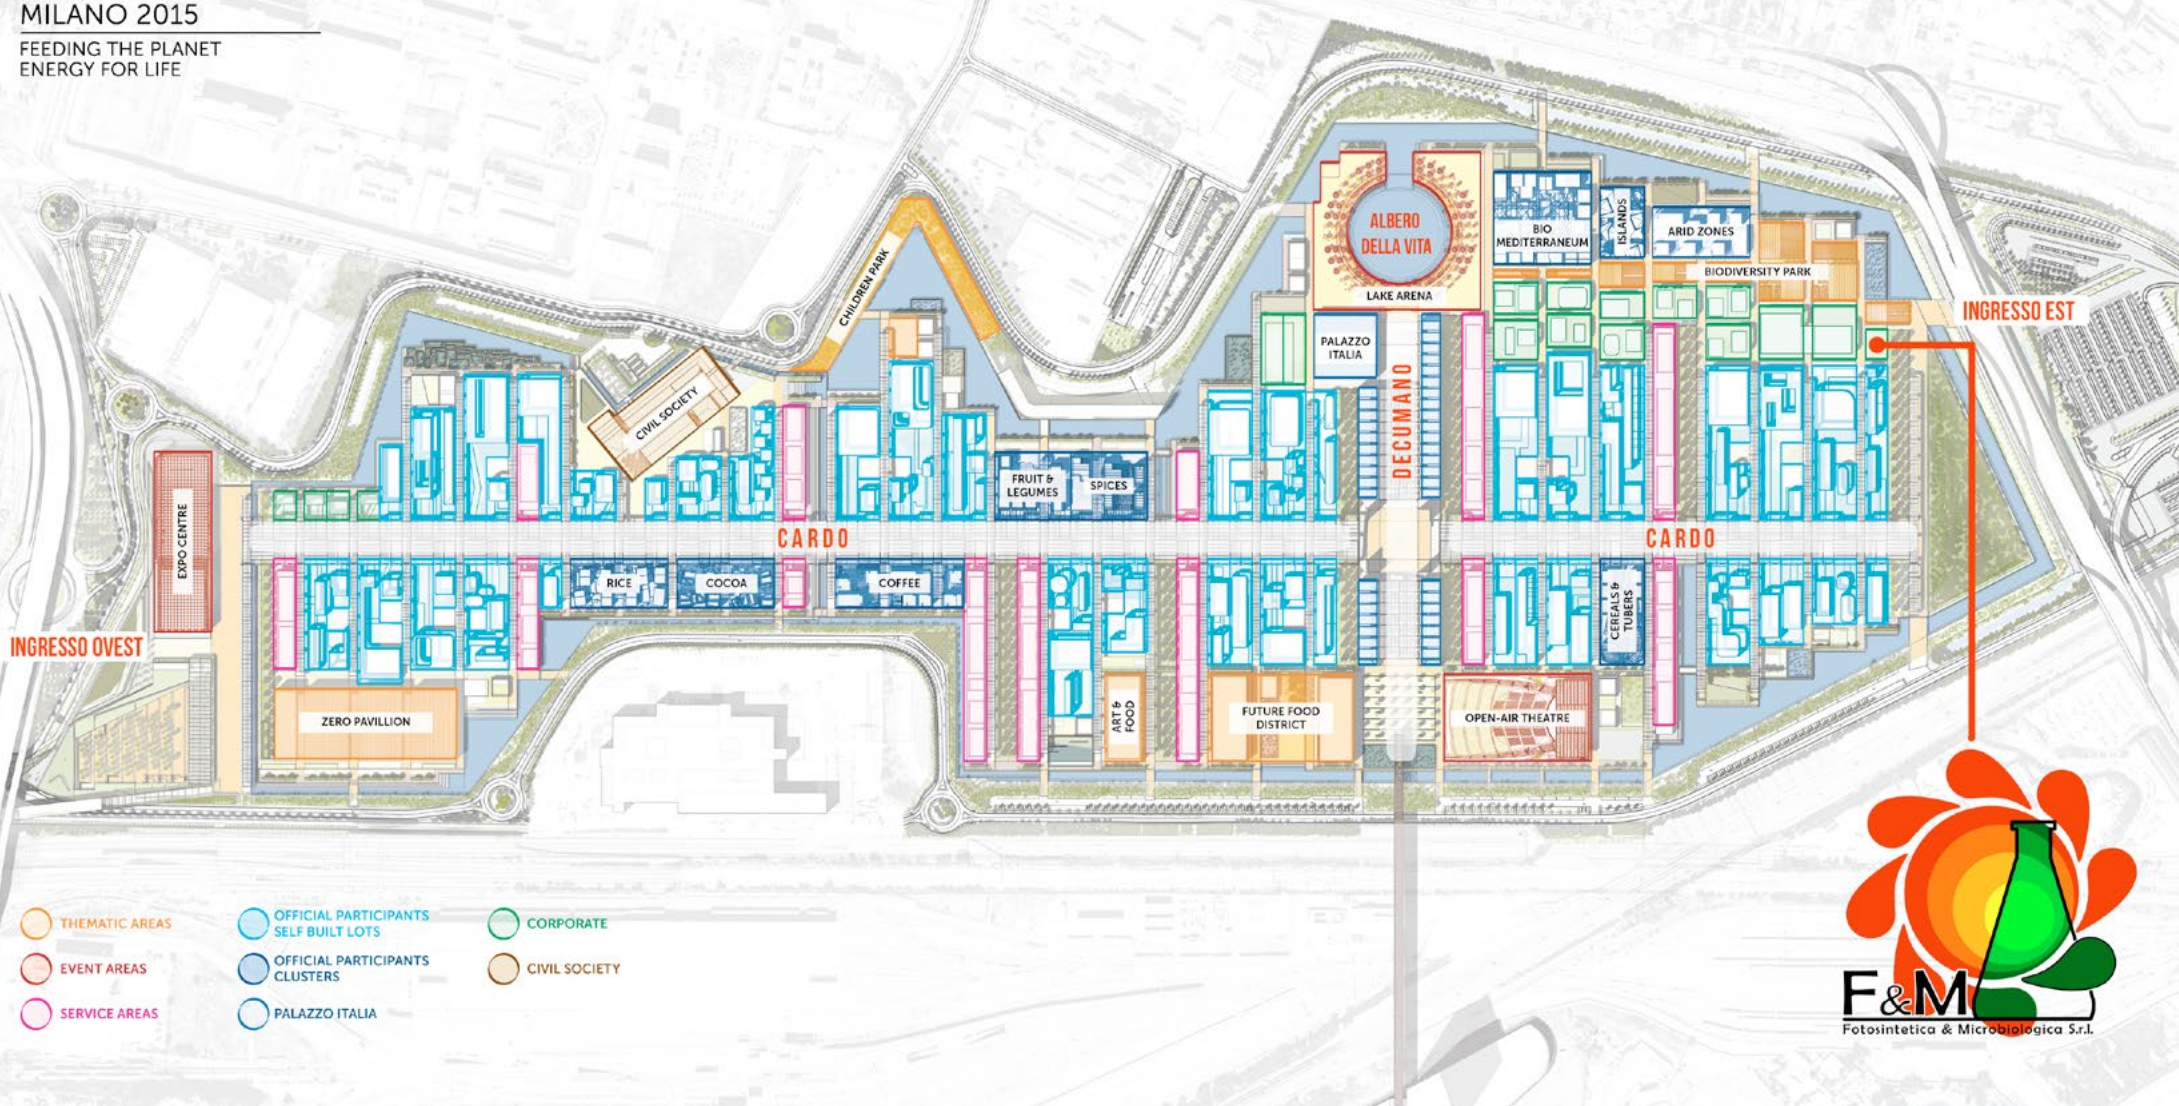 MILANO 2015
FEEDING THE PLANET
ENERGY FOR LIFE
ALBERO
DELLA VITA
LAKE ARENA
BIO
MEDITERRANEUM
ISLANDS
ARID ZONES
BIODIVERSITY PARK
INGRESSO EST
CHILDREN PARK
PALAZZO
ITALIA
DECUMANO
CIVIL SOCIETY
FRUIT &
LEGUMES
SPICES
EXPO CENTRE
CARDO
CARDO
RICE
COCOA
COFFEE
CEREALS &
TUBERS
INGRESSO OVEST
ZERO PAVILLION
ART &
FOOD
FUTURE FOOD
DISTRICT
OPEN-AIR THEATRE
THEMATIC AREAS
EVENT AREAS
SERVICE AREAS
OFFICIAL PARTICIPANTS
SELF BUILT LOTS
OFFICIAL PARTICIPANTS
CLUSTERS
PALAZZO ITALIA
CORPORATE
CIVIL SOCIETY
F&M
Fotosintetica & Microbiologica S.r.l.